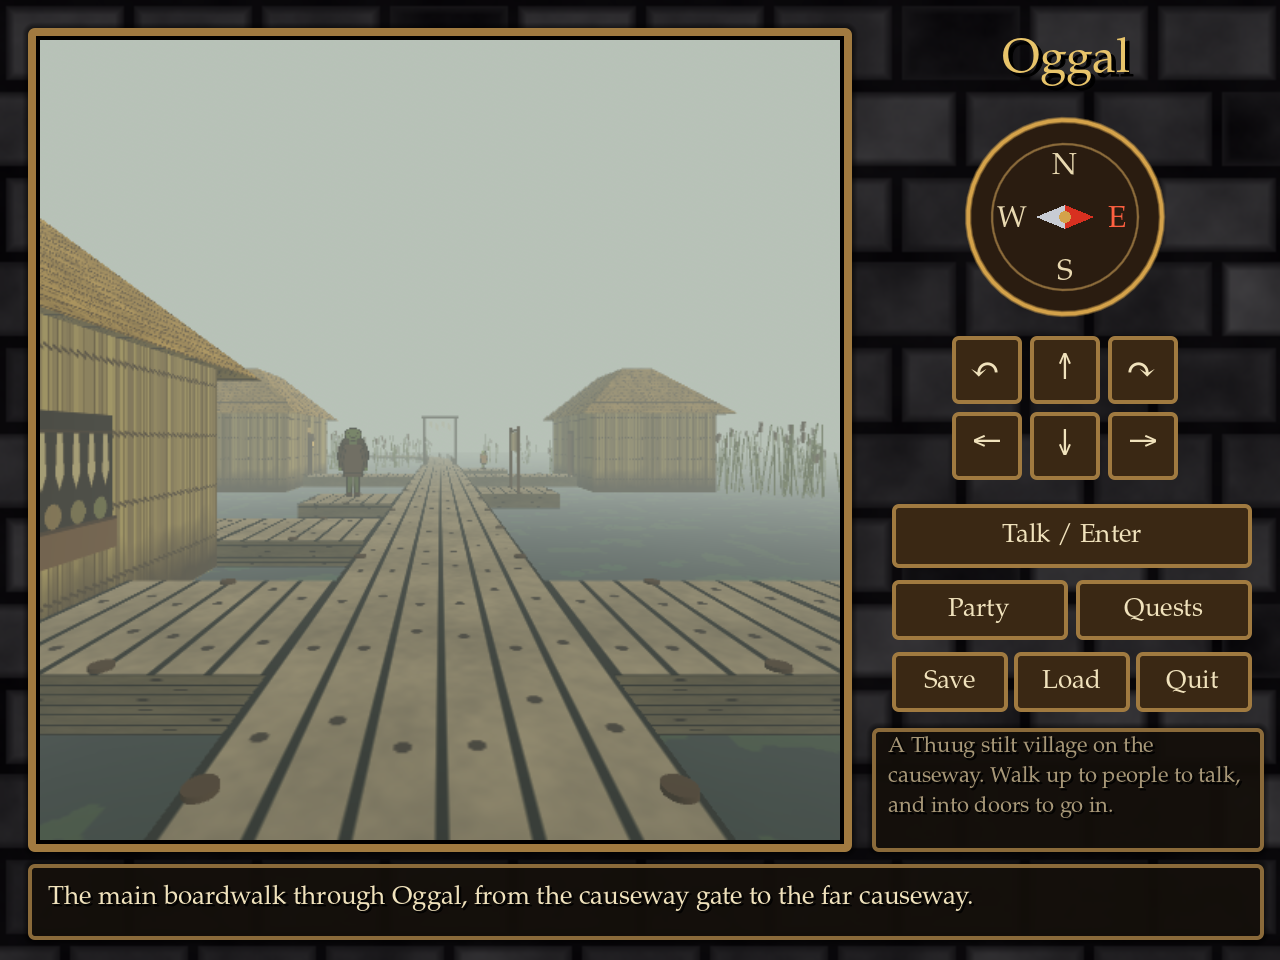 Oggal
N
W E
S
Talk / Enter
Party Quests
Save Load Quit
A Thuug stilt village on the
causeway. Walk up to people to talk,
and into doors to go in.
The main boardwalk through Oggal, from the causeway gate to the far causeway.